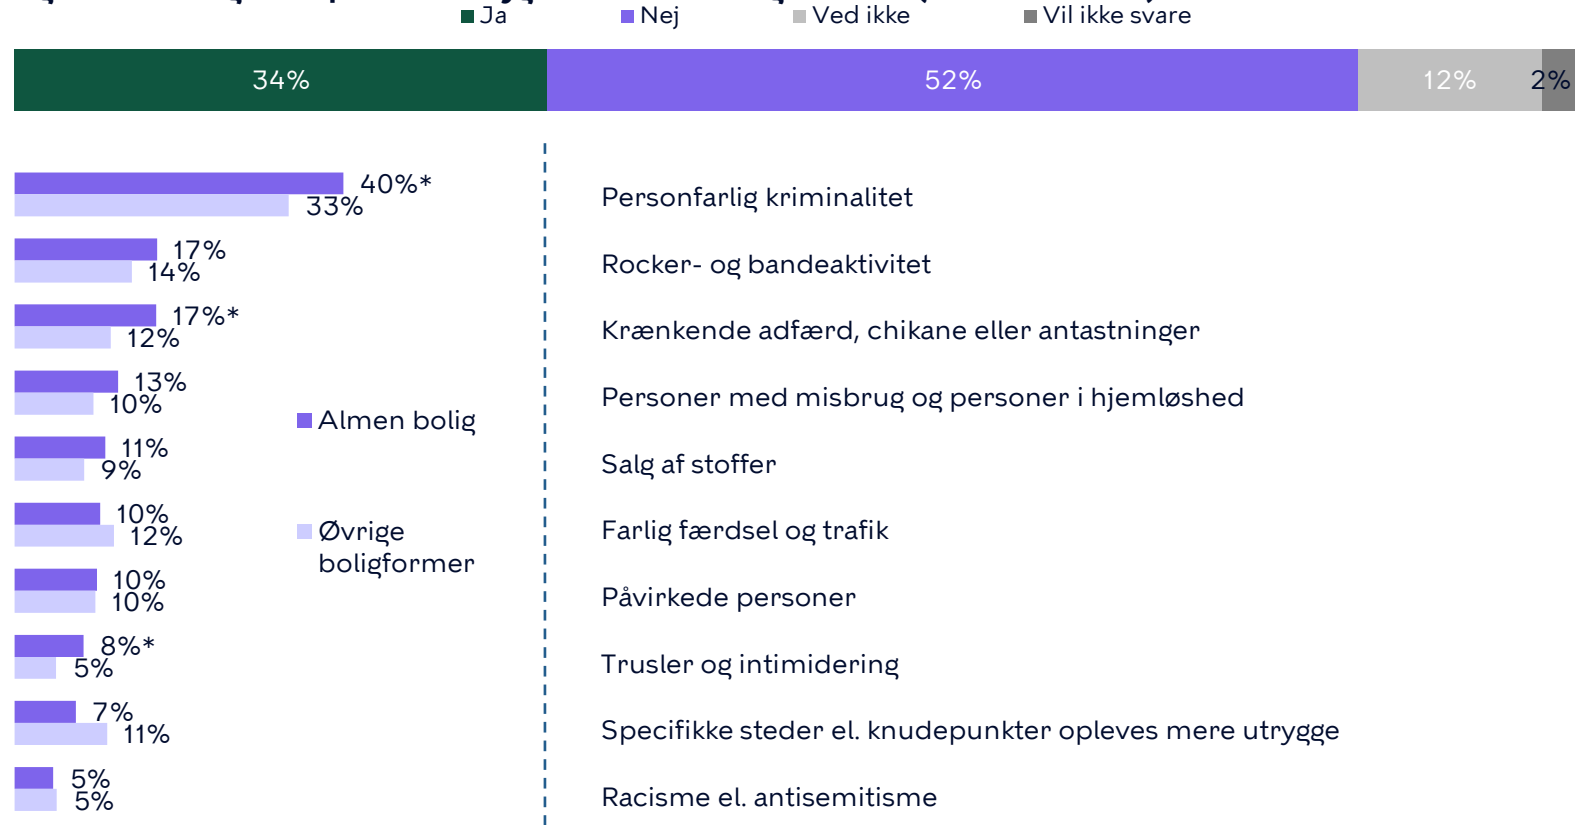 Ja Nej Ved ikke Vil ikke svare
34% 52% 12% 2%
40%* Personfarlig kriminalitet
33%
17% Rocker- og bandeaktivitet
14%
17%* Krænkende adfærd, chikane eller antastninger
12%
13% Personer med misbrug og personer i hjemløshed
10%
Almen bolig
11% Salg af stoffer
9%
10% Farlig færdsel og trafik
12%
Øvrige
boligformer
10% Påvirkede personer
10%
8%* Trusler og intimidering
5%
7% Specifikke steder el. knudepunkter opleves mere utrygge
11%
5% Racisme el. antisemitisme
5%